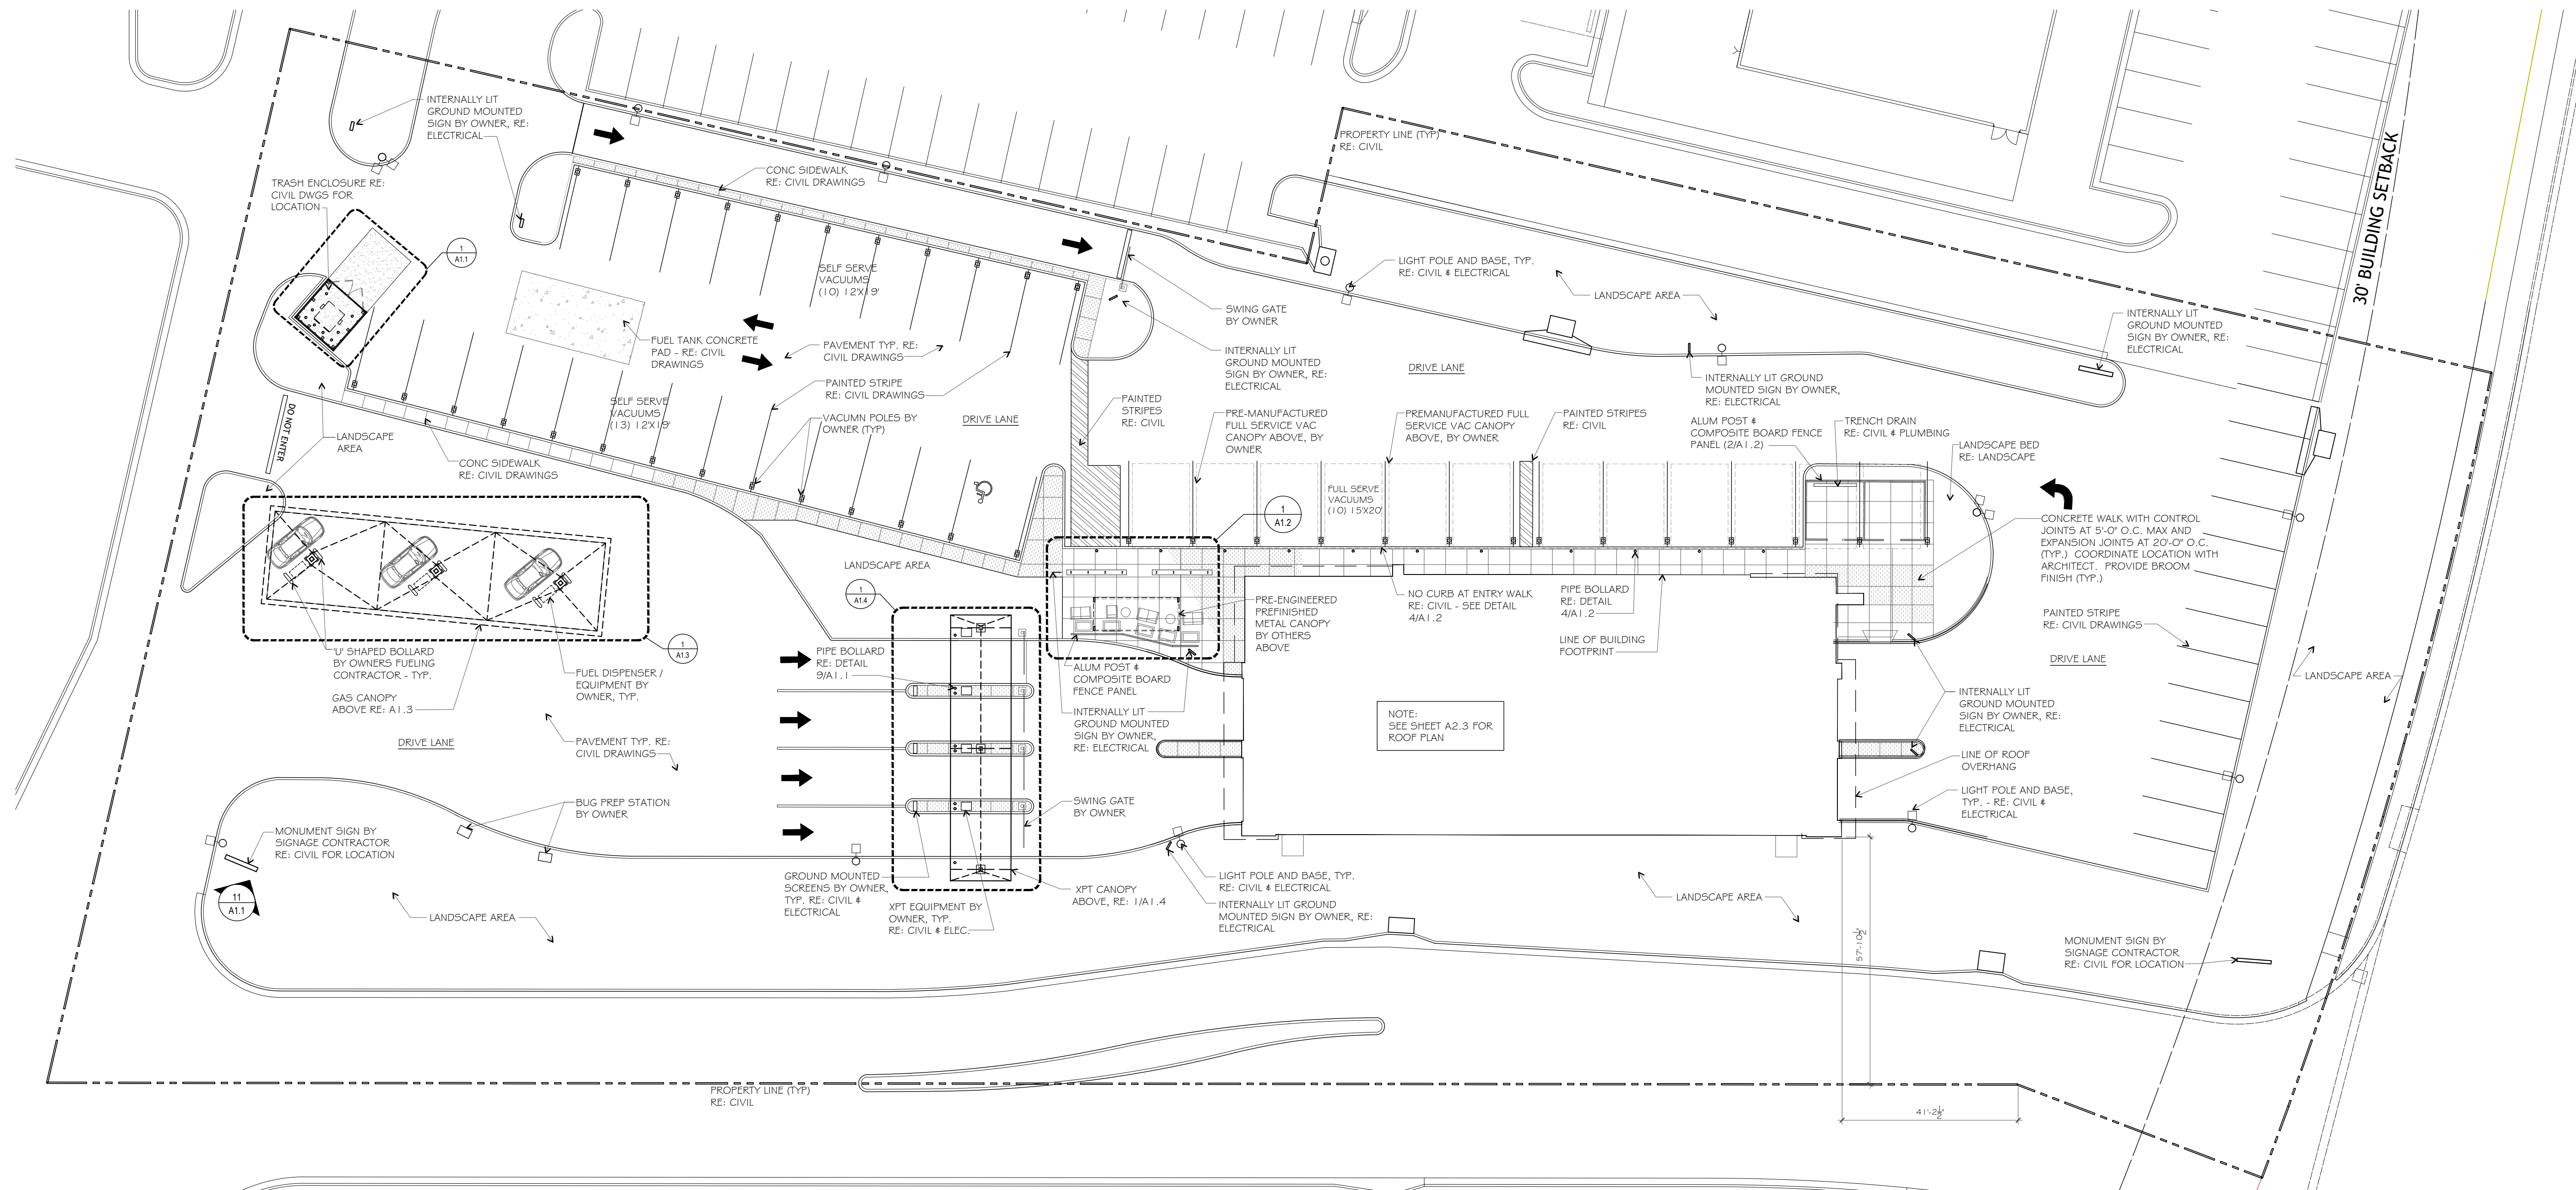 INTERNALLY LIT
GROUND MOUNTED
SIGN BY OWNER, RE:
ELECTRICAL
TRASH ENCLOSURE RE:
CIVIL DWGS FOR
LOCATION
1
A1.1
CONC SIDEWALK
RE: CIVIL DRAWINGS
PROPERTY LINE (TYP)
RE: CIVIL
30' BUILDING SETBACK
SELF SERVE
VACUUMS
(10) 12'X19'
LIGHT POLE AND BASE, TYP.
RE: CIVIL & ELECTRICAL
LANDSCAPE AREA
SWING GATE
BY OWNER
INTERNALLY LIT
GROUND MOUNTED
SIGN BY OWNER, RE:
ELECTRICAL
FUEL TANK CONCRETE
PAD - RE: CIVIL
DRAWINGS
PAVEMENT TYP. RE:
CIVIL DRAWINGS
INTERNALLY LIT
GROUND MOUNTED
SIGN BY OWNER, RE:
ELECTRICAL
DRIVE LANE
INTERNALLY LIT GROUND
MOUNTED SIGN BY OWNER,
RE: ELECTRICAL
PAINTED STRIPE
RE: CIVIL DRAWINGS
SELF SERVE
VACUUMS
(13) 12'X19'
VACUMN POLES BY
OWNER (TYP)
DRIVE LANE
PAINTED
STRIPES
RE: CIVIL
PRE-MANUFACTURED
FULL SERVICE VAC
CANOPY ABOVE, BY
OWNER
PREMANUFACTURED FULL
SERVICE VAC CANOPY
ABOVE, BY OWNER
PAINTED STRIPES
RE: CIVIL
ALUM POST &
COMPOSITE BOARD FENCE
PANEL (2/A1.2)
TRENCH DRAIN
RE: CIVIL & PLUMBING
LANDSCAPE BED
RE: LANDSCAPE
DO NOT ENTER
LANDSCAPE
AREA
CONC SIDEWALK
RE: CIVIL DRAWINGS
FULL SERVE
VACUUMS
(10) 15'X20'
1
A1.2
CONCRETE WALK WITH CONTROL
JOINTS AT 5'-0" O.C. MAX AND
EXPANSION JOINTS AT 20'-0" O.C.
(TYP.) COORDINATE LOCATION WITH
ARCHITECT. PROVIDE BROOM
FINISH (TYP.)
LANDSCAPE AREA
1
A1.4
PRE-ENGINEERED
PREFINISHED
METAL CANOPY
BY OTHERS
ABOVE
NO CURB AT ENTRY WALK
RE: CIVIL - SEE DETAIL
4/A1.2
PIPE BOLLARD
RE: DETAIL
4/A1.2
LINE OF BUILDING
FOOTPRINT
PAINTED STRIPE
RE: CIVIL DRAWINGS
DRIVE LANE
'U' SHAPED BOLLARD
BY OWNERS FUELING
CONTRACTOR - TYP.
1
A1.3
GAS CANOPY
ABOVE RE: A1.3
FUEL DISPENSER /
EQUIPMENT BY
OWNER, TYP.
PIPE BOLLARD
RE: DETAIL
9/A1.1
ALUM POST &
COMPOSITE BOARD
FENCE PANEL
LANDSCAPE AREA
INTERNALLY LIT
GROUND MOUNTED
SIGN BY OWNER,
RE: ELECTRICAL
INTERNALLY LIT
GROUND MOUNTED
SIGN BY OWNER, RE:
ELECTRICAL
NOTE:
SEE SHEET A2.3 FOR
ROOF PLAN
DRIVE LANE
PAVEMENT TYP. RE:
CIVIL DRAWINGS
LINE OF ROOF
OVERHANG
BUG PREP STATION
BY OWNER
SWING GATE
BY OWNER
LIGHT POLE AND BASE,
TYP. - RE: CIVIL &
ELECTRICAL
MONUMENT SIGN BY
SIGNAGE CONTRACTOR
RE: CIVIL FOR LOCATION
11
A1.1
LANDSCAPE AREA
GROUND MOUNTED
SCREENS BY OWNER,
TYP. RE: CIVIL &
ELECTRICAL
XPT EQUIPMENT BY
OWNER, TYP.
RE: CIVIL & ELEC.
XPT CANOPY
ABOVE, RE: 1/A1.4
LIGHT POLE AND BASE, TYP.
RE: CIVIL & ELECTRICAL
INTERNALLY LIT GROUND
MOUNTED SIGN BY OWNER, RE:
ELECTRICAL
LANDSCAPE AREA
57'-10½"
MONUMENT SIGN BY
SIGNAGE CONTRACTOR
RE: CIVIL FOR LOCATION
PROPERTY LINE (TYP)
RE: CIVIL
41'-2½"